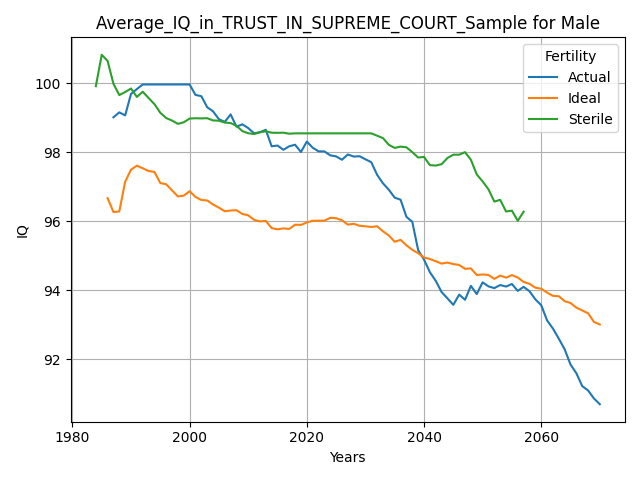 Average_IQ_in_TRUST_IN_SUPREME_COURT_Sample for Male
Fertility
Actual
Ideal
Sterile
IQ
100
98
96
94
92
1980
2000
2020
2040
2060
Years